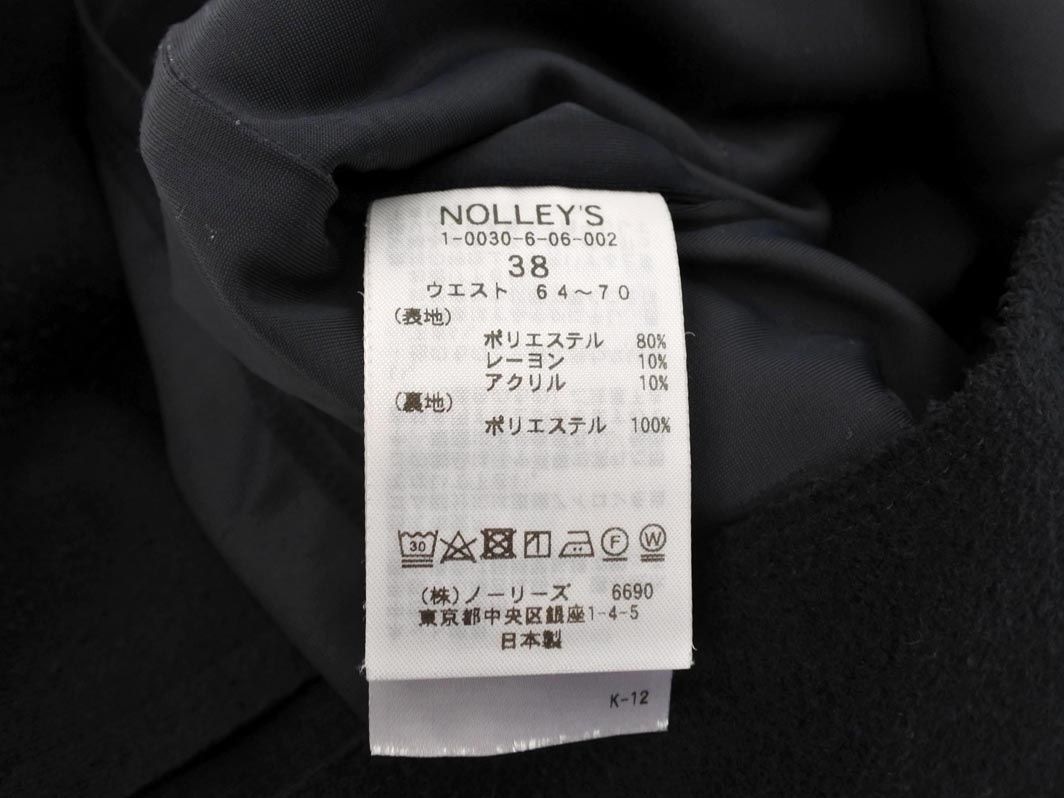 NOLLEY'S
1-0030-6-06-002
38
ウエスト 64〜70
(表地)
ポリエステル 80%
レーヨン 10%
アクリル 10%
(裏地)
ポリエステル 100%
30 F W
(株)ノーリーズ 6690
東京都中央区銀座1-4-5
日本製
K-12